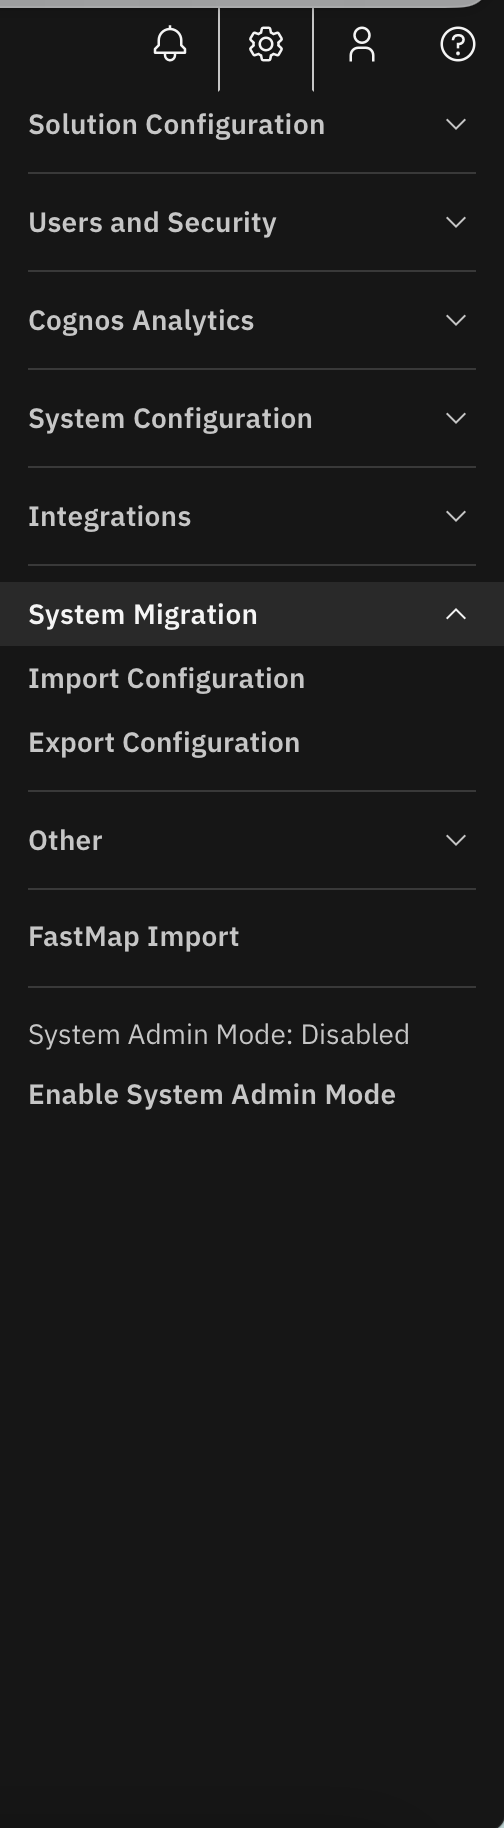 Solution Configuration
Users and Security
Cognos Analytics
System Configuration
Integrations
System Migration
Import Configuration
Export Configuration
Other
FastMap Import
System Admin Mode: Disabled
Enable System Admin Mode